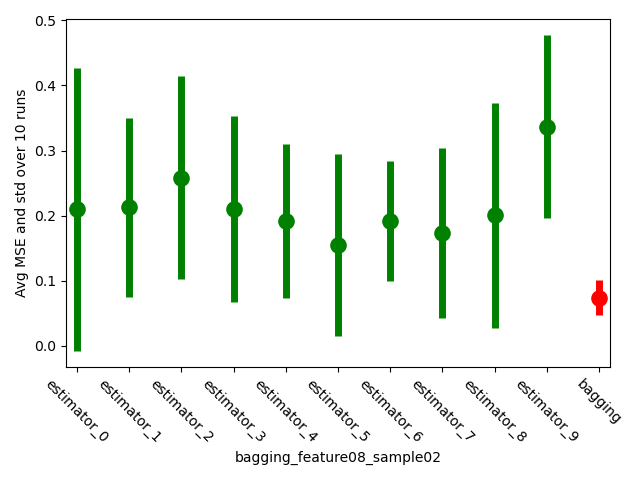 0.5
0.4
0.3
0.2
0.1
0.0
Avg MSE and std over 10 runs
estimator_0
estimator_1
estimator_2
estimator_3
estimator_4
estimator_5
estimator_6
estimator_7
estimator_8
estimator_9
bagging
bagging_feature08_sample02